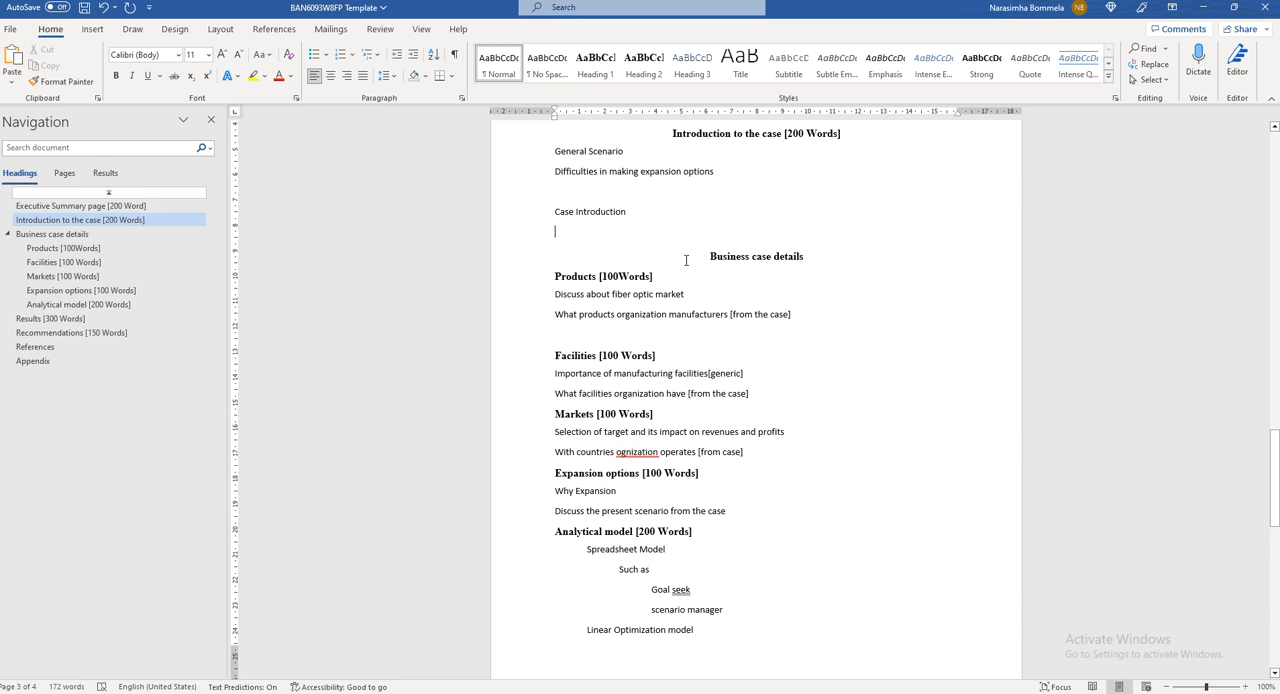 AutoSave Off
BAN6093W8FP Template
Search
Narasimha Bommela NB
File Home Insert Draw Design Layout References Mailings Review View Help
Comments Share
Paste
Cut
Copy
Format Painter
Clipboard
Calibri (Body) 11
Font
Paragraph
AaBbCcDc AaBbCcDc AaBbCc AaBbCc AaBbCcD AaB AaBbCcD AaBbCcDc AaBbCcDc AaBbCcDc AaBbCcDc AaBbCcDc AaBbCcDc
¶ Normal ¶ No Spac... Heading 1 Heading 2 Heading 3 Title Subtitle Subtle Em... Emphasis Intense E... Strong Quote Intense Q...
Styles
Find
Replace
Select
Editing
Dictate
Voice
Editor
Editor
Navigation
Search document
Headings Pages Results
Executive Summary page [200 Word]
Introduction to the case [200 Words]
Business case details
Products [100Words]
Facilities [100 Words]
Markets [100 Words]
Expansion options [100 Words]
Analytical model [200 Words]
Results [300 Words]
Recommendations [150 Words]
References
Appendix
Introduction to the case [200 Words]
General Scenario
Difficulties in making expansion options
Case Introduction
Business case details
Products [100Words]
Discuss about fiber optic market
What products organization manufacturers [from the case]
Facilities [100 Words]
Importance of manufacturing facilities[generic]
What facilities organization have [from the case]
Markets [100 Words]
Selection of target and its impact on revenues and profits
With countries ognization operates [from case]
Expansion options [100 Words]
Why Expansion
Discuss the present scenario from the case
Analytical model [200 Words]
Spreadsheet Model
Such as
Goal seek
scenario manager
Linear Optimization model
Activate Windows
Go to Settings to activate Windows.
Page 3 of 4 172 words English (United States) Text Predictions: On Accessibility: Good to go Focus 100%